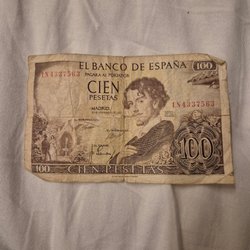 EL BANCO DE ESPAÑA
100
1N4337563
PAGARÁ AL PORTADOR
CIEN
PESETAS
1N4337563
MADRID
100
100
CIEN PESETAS